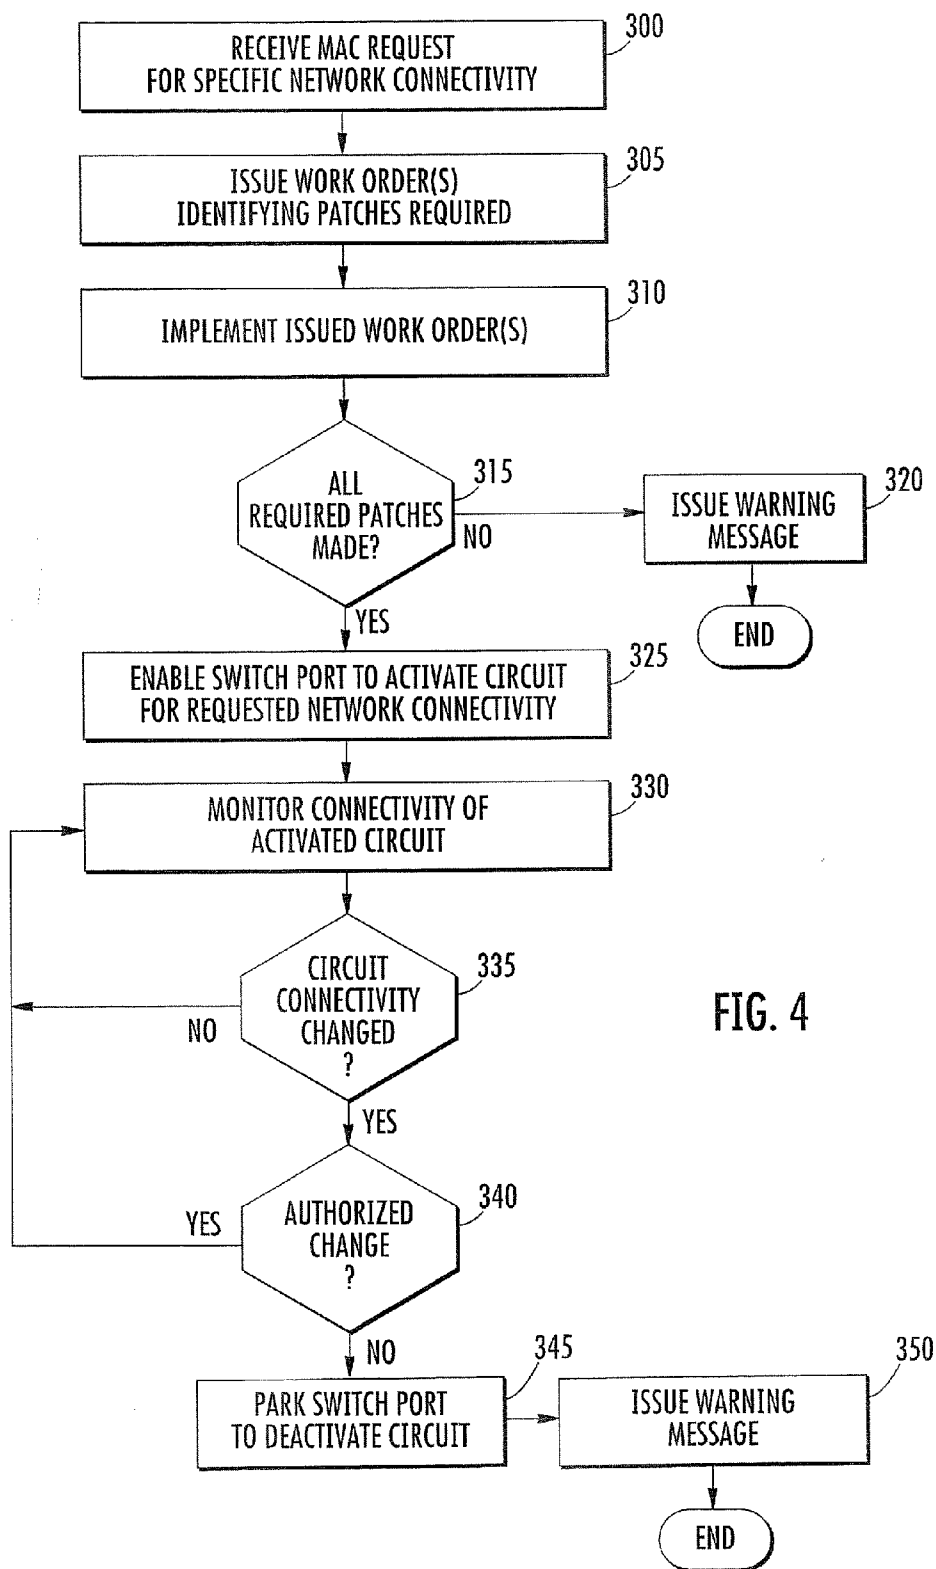 300
RECEIVE MAC REQUEST
FOR SPECIFIC NETWORK CONNECTIVITY
305
ISSUE WORK ORDER(S)
IDENTIFYING PATCHES REQUIRED
310
IMPLEMENT ISSUED WORK ORDER(S)
315
ALL
REQUIRED PATCHES
MADE?
NO
320
ISSUE WARNING
MESSAGE
END
YES
325
ENABLE SWITCH PORT TO ACTIVATE CIRCUIT
FOR REQUESTED NETWORK CONNECTIVITY
330
MONITOR CONNECTIVITY OF
ACTIVATED CIRCUIT
335
CIRCUIT
CONNECTIVITY
CHANGED
?
NO
FIG. 4
YES
340
AUTHORIZED
CHANGE
?
YES
NO
345
PARK SWITCH PORT
TO DEACTIVATE CIRCUIT
350
ISSUE WARNING
MESSAGE
END